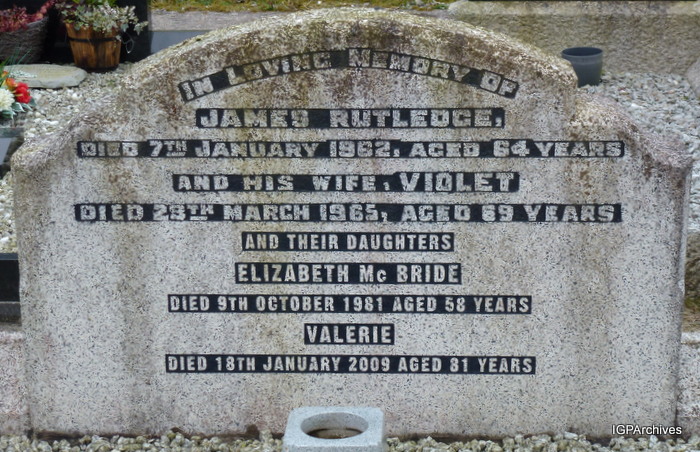 IN LOVING MEMORY OF
JAMES RUTLEDGE,
DIED 7TH JANUARY 1962, AGED 64 YEARS
AND HIS WIFE, VIOLET
DIED 29TH MARCH 1965, AGED 69 YEARS
AND THEIR DAUGHTERS
ELIZABETH Mc BRIDE
DIED 9TH OCTOBER 1981 AGED 58 YEARS
VALERIE
DIED 18TH JANUARY 2009 AGED 81 YEARS
IGPArchives